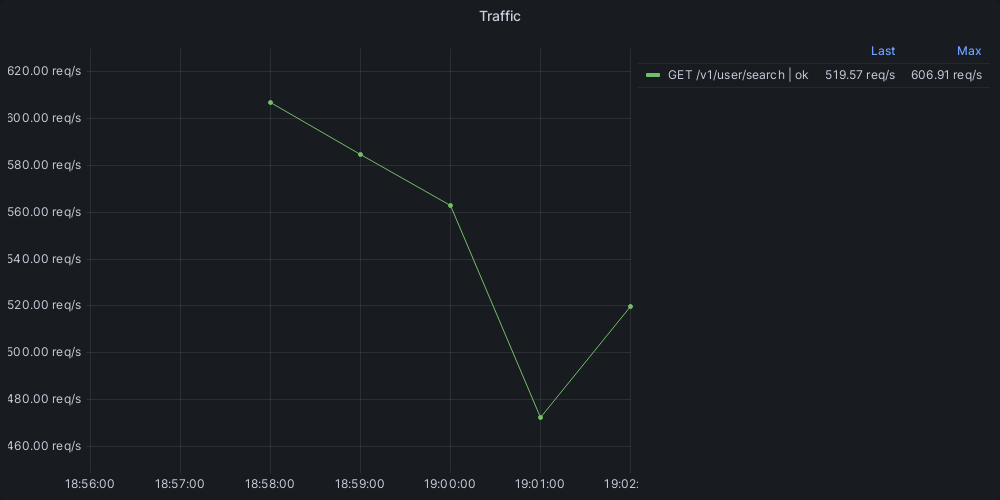 Traffic
Last Max
GET /v1/user/search | ok 519.57 req/s 606.91 req/s
620.00 req/s
600.00 req/s
580.00 req/s
560.00 req/s
540.00 req/s
520.00 req/s
500.00 req/s
480.00 req/s
460.00 req/s
18:56:00 18:57:00 18:58:00 18:59:00 19:00:00 19:01:00 19:02: